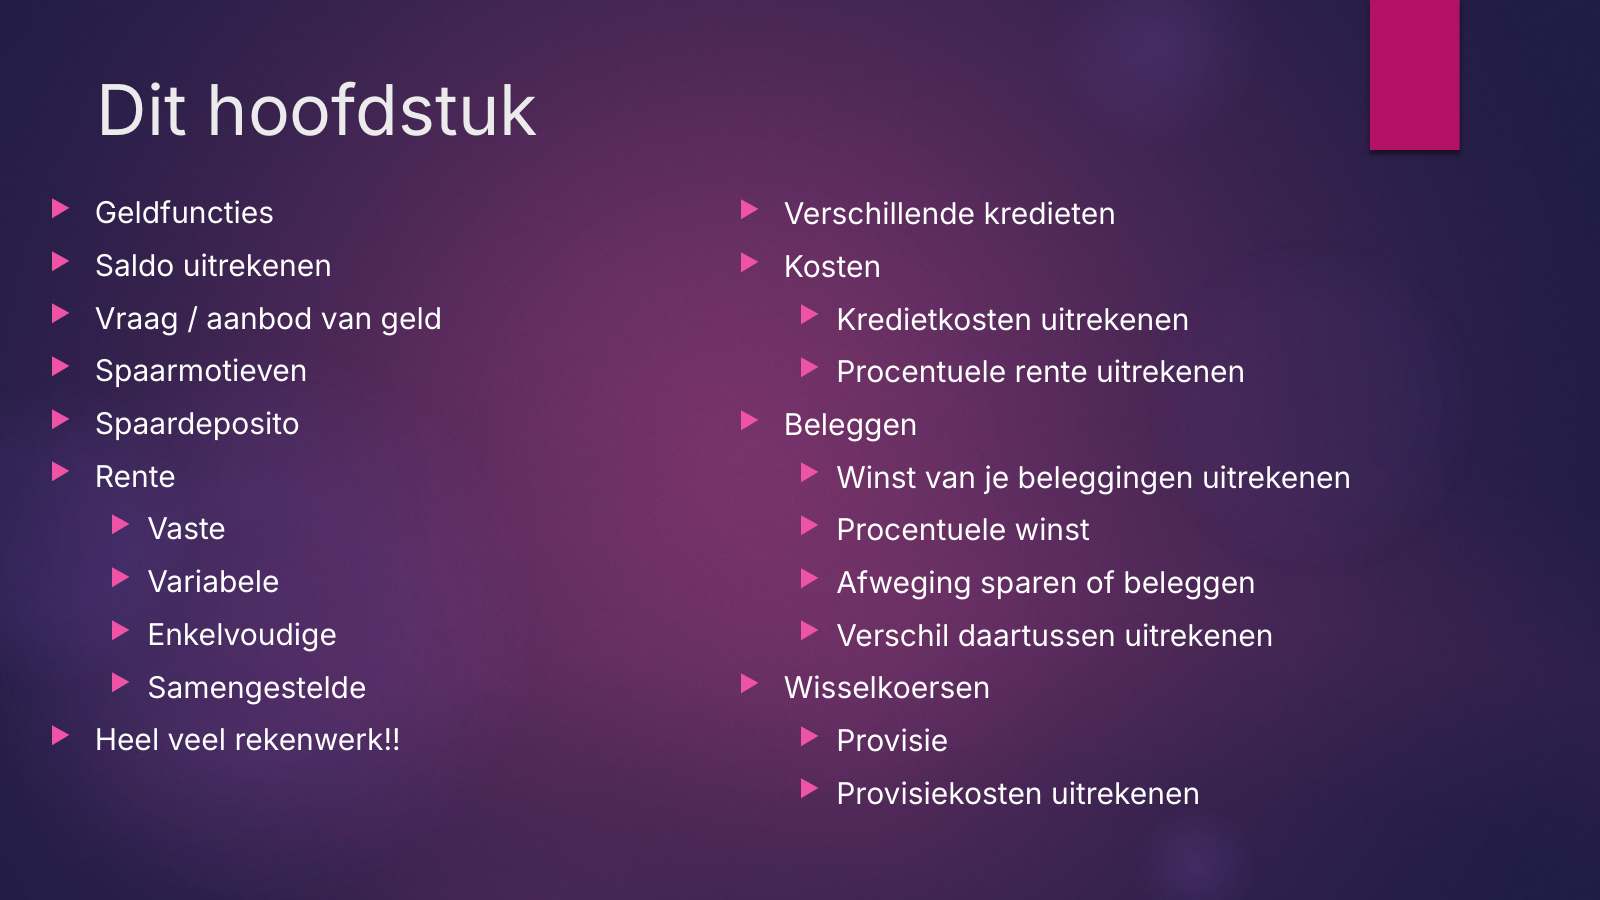 Dit hoofdstuk
Geldfuncties
Saldo uitrekenen
Vraag / aanbod van geld
Spaarmotieven
Spaardeposito
Rente
Vaste
Variabele
Enkelvoudige
Samengestelde
Heel veel rekenwerk!!
Verschillende kredieten
Kosten
Kredietkosten uitrekenen
Procentuele rente uitrekenen
Beleggen
Winst van je beleggingen uitrekenen
Procentuele winst
Afweging sparen of beleggen
Verschil daartussen uitrekenen
Wisselkoersen
Provisie
Provisiekosten uitrekenen